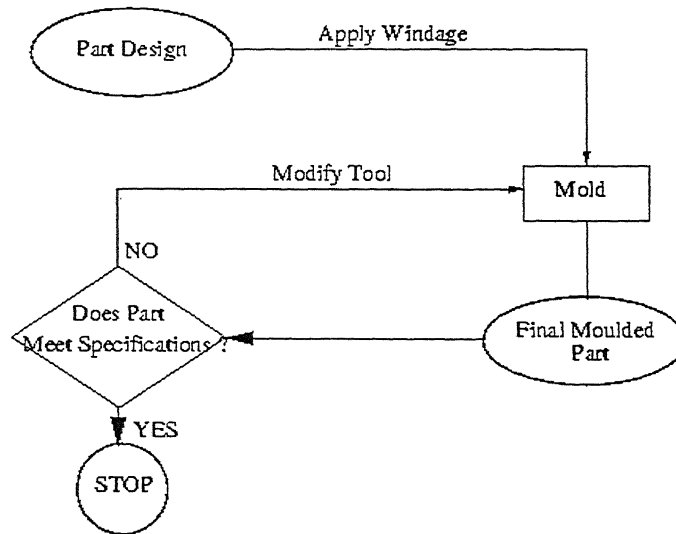 Part Design
Apply Windage
Modify Tool
Mold
NO
Does Part
Meet Specifications ?
Final Moulded
Part
YES
STOP